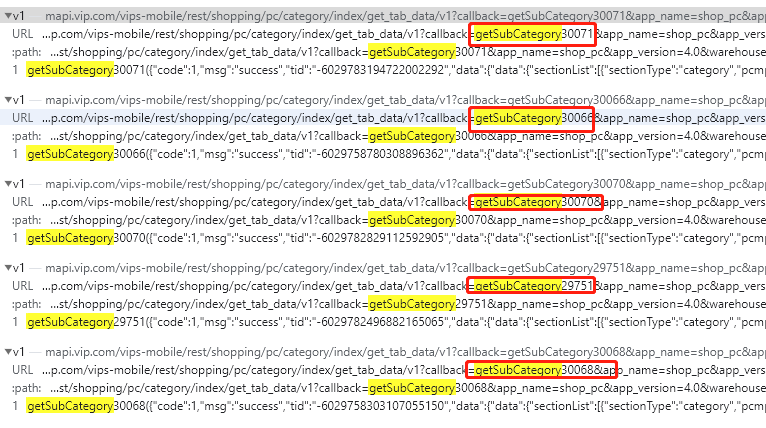 ▼v1 — mapi.vip.com/vips-mobile/rest/shopping/pc/category/index/get_tab_data/v1?callback=getSubCategory30071&app_name=shop_pc&ap
URL ...p.com/vips-mobile/rest/shopping/pc/category/index/get_tab_data/v1?callback=getSubCategory30071&app_name=shop_pc&app_vers
:path: ...st/shopping/pc/category/index/get_tab_data/v1?callback=getSubCategory30071&app_name=shop_pc&app_version=4.0&warehouse
1 getSubCategory30071({"code":1,"msg":"success","tid":"-6029783194722002292","data":{"data":{"sectionList":[{"sectionType":"category","pcmp
▼v1 — mapi.vip.com/vips-mobile/rest/shopping/pc/category/index/get_tab_data/v1?callback=getSubCategory30066&app_name=shop_pc&ap
URL ...p.com/vips-mobile/rest/shopping/pc/category/index/get_tab_data/v1?callback=getSubCategory30066&app_name=shop_pc&app_vers
:path: ...st/shopping/pc/category/index/get_tab_data/v1?callback=getSubCategory30066&app_name=shop_pc&app_version=4.0&warehouse
1 getSubCategory30066({"code":1,"msg":"success","tid":"-6029758780308896362","data":{"data":{"sectionList":[{"sectionType":"category","pcmp
▼v1 — mapi.vip.com/vips-mobile/rest/shopping/pc/category/index/get_tab_data/v1?callback=getSubCategory30070&app_name=shop_pc&ap
URL ...p.com/vips-mobile/rest/shopping/pc/category/index/get_tab_data/v1?callback=getSubCategory30070&app_name=shop_pc&app_vers
:path: ...st/shopping/pc/category/index/get_tab_data/v1?callback=getSubCategory30070&app_name=shop_pc&app_version=4.0&warehouse
1 getSubCategory30070({"code":1,"msg":"success","tid":"-6029782829112592905","data":{"data":{"sectionList":[{"sectionType":"category","pcmp
▼v1 — mapi.vip.com/vips-mobile/rest/shopping/pc/category/index/get_tab_data/v1?callback=getSubCategory29751&app_name=shop_pc&ap
URL ...p.com/vips-mobile/rest/shopping/pc/category/index/get_tab_data/v1?callback=getSubCategory29751&app_name=shop_pc&app_vers
:path: ...st/shopping/pc/category/index/get_tab_data/v1?callback=getSubCategory29751&app_name=shop_pc&app_version=4.0&warehouse
1 getSubCategory29751({"code":1,"msg":"success","tid":"-6029782496882165065","data":{"data":{"sectionList":[{"sectionType":"category","pcmp
▼v1 — mapi.vip.com/vips-mobile/rest/shopping/pc/category/index/get_tab_data/v1?callback=getSubCategory30068&app_name=shop_pc&ap
URL ...p.com/vips-mobile/rest/shopping/pc/category/index/get_tab_data/v1?callback=getSubCategory30068&app_name=shop_pc&app_vers
:path: ...st/shopping/pc/category/index/get_tab_data/v1?callback=getSubCategory30068&app_name=shop_pc&app_version=4.0&warehouse
1 getSubCategory30068({"code":1,"msg":"success","tid":"-6029758303107055150","data":{"data":{"sectionList":[{"sectionType":"category","pcmp